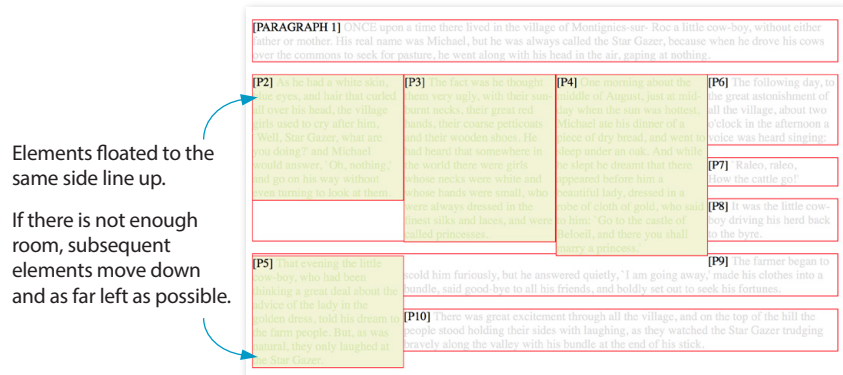 [PARAGRAPH 1] ONCE upon a time there lived in the village of Montignies-sur- Roc a little cow-boy, without either
father or mother. His real name was Michael, but he was always called the Star Gazer, because when he drove his cows
over the commons to seek for pasture, he went along with his head in the air, gaping at nothing.
[P2] As he had a white skin,
blue eyes, and hair that curled
all over his head, the village
girls used to cry after him,
`Well, Star Gazer, what are
you doing?' and Michael
would answer, `Oh, nothing,'
and go on his way without
even turning to look at them.
[P3] The fact was he thought
them very ugly, with their sun-
burnt necks, their great red
hands, their coarse petticoats
and their wooden shoes. He
had heard that somewhere in
the world there were girls
whose necks were white and
whose hands were small, who
were always dressed in the
finest silks and laces, and were
called princesses.
[P4] One morning about the
middle of August, just at mid-
day when the sun was hottest,
Michael ate his dinner of a
piece of dry bread, and went to
sleep under an oak. And while
he slept he dreamt that there
appeared before him a
beautiful lady, dressed in a
robe of cloth of gold, who said
to him: `Go to the castle of
Beloeil, and there you shall
marry a princess.'
[P6] The following day, to
the great astonishment of
all the village, about two
o'clock in the afternoon a
voice was heard singing:
[P7] `Raleo, raleo,
How the cattle go!'
[P8] It was the little cow-
boy driving his herd back
to the byre.
[P5] That evening the little
cow-boy, who had been
thinking a great deal about the
advice of the lady in the
golden dress, told his dream to
the farm people. But, as was
natural, they only laughed at
the Star Gazer.
[P9] The farmer began to
scold him furiously, but he answered quietly, `I am going away,' made his clothes into a
bundle, said good-bye to all his friends, and boldly set out to seek his fortunes.
[P10] There was great excitement through all the village, and on the top of the hill the
people stood holding their sides with laughing, as they watched the Star Gazer trudging
bravely along the valley with his bundle at the end of his stick.
Elements floated to the
same side line up.
If there is not enough
room, subsequent
elements move down
and as far left as possible.